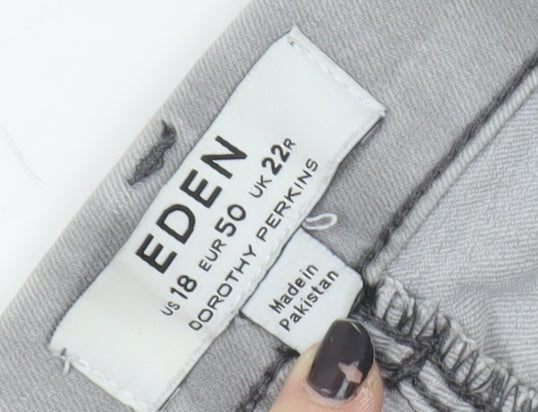 EDEN
US 18 EUR 50 UK 22R
DOROTHY PERKINS
Made in
Pakistan